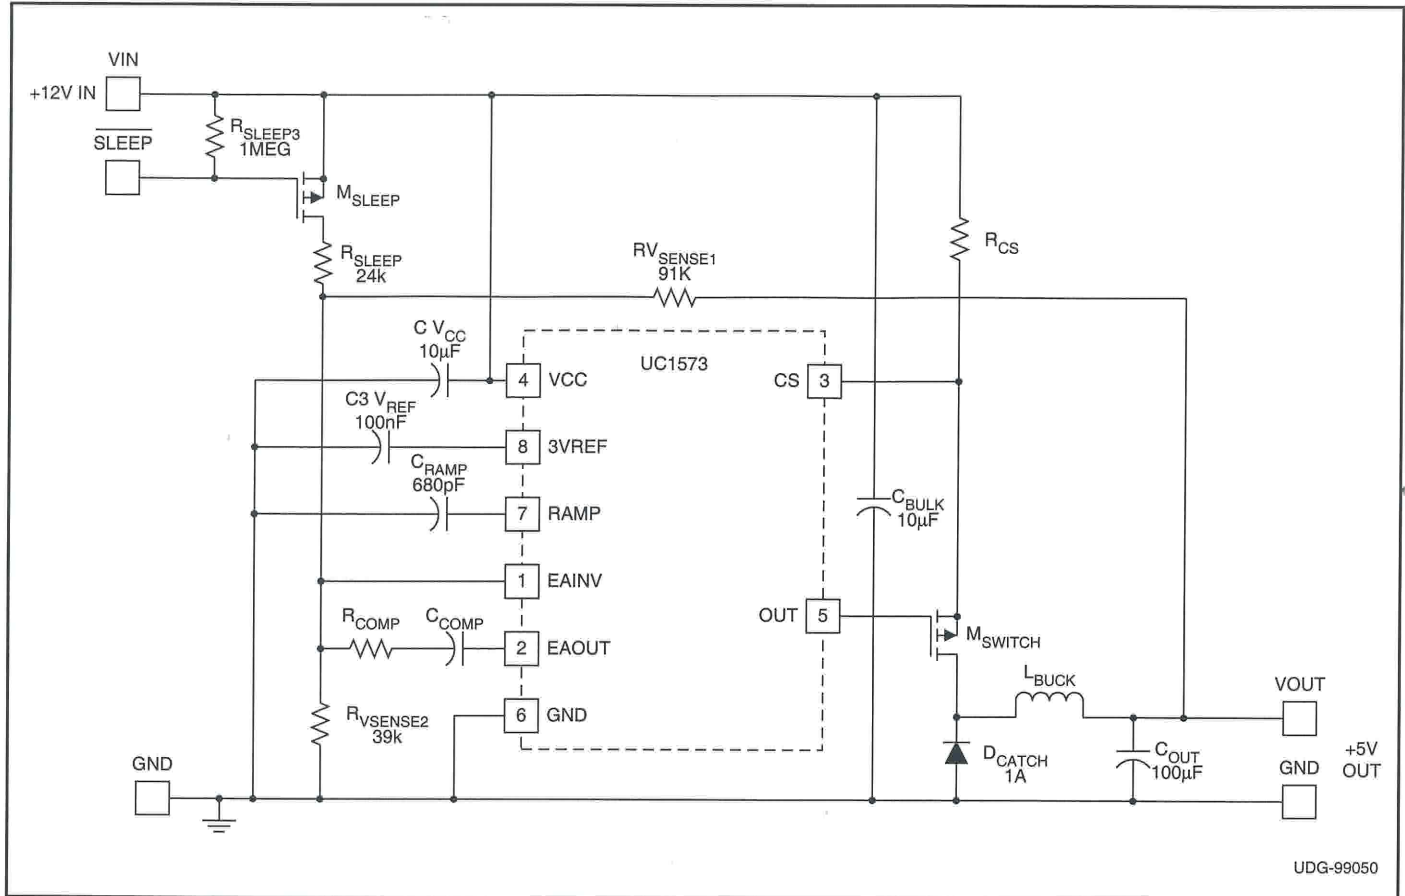 VIN
+12V IN
SLEEP
RSLEEP3
1MEG
MSLEEP
RSLEEP
24k
RVSENSE1
91K
RCS
C VCC
10µF
UC1573
4 VCC
CS 3
C3 VREF
100nF
8 3VREF
CRAMP
680pF
7 RAMP
CBULK
10µF
1 EAINV
OUT 5
RCOMP
CCOMP
2 EAOUT
MSWITCH
LBUCK
VOUT
RVSENSE2
39k
6 GND
GND
DCATCH
1A
COUT
100µF
GND
+5V
OUT
UDG-99050